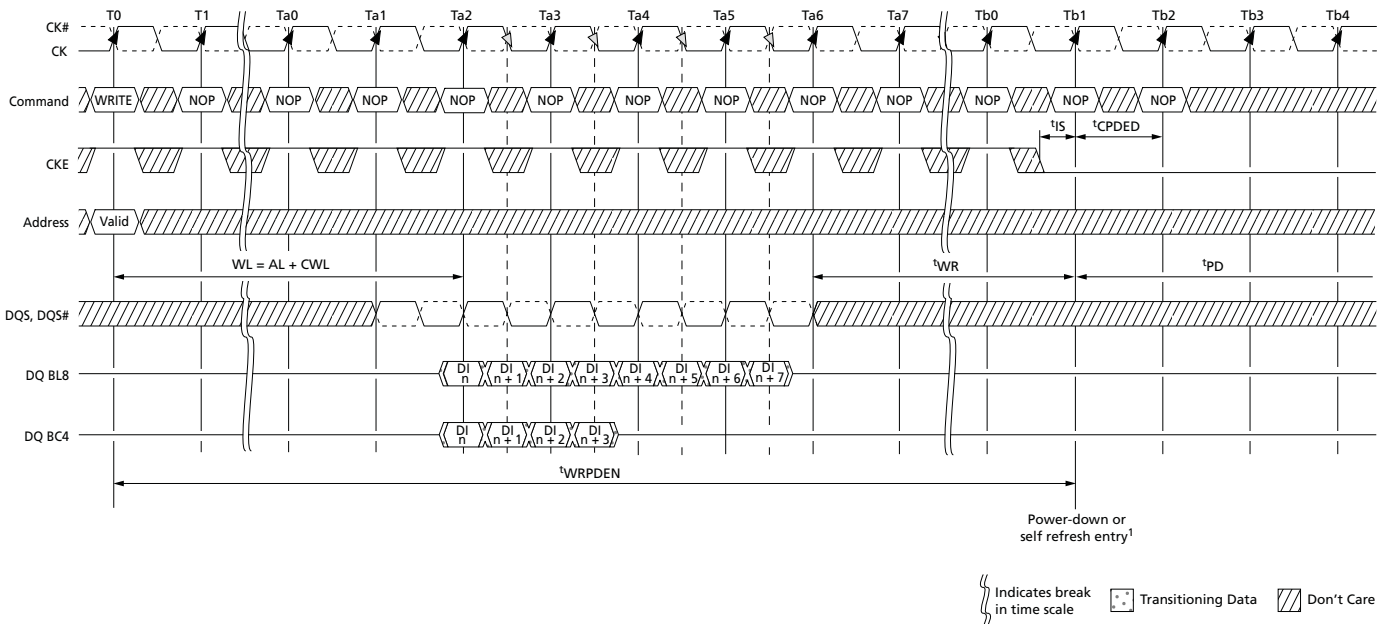 T0 T1 Ta0 Ta1 Ta2 Ta3 Ta4 Ta5 Ta6 Ta7 Tb0 Tb1 Tb2 Tb3 Tb4
CK#
CK
Command WRITE NOP NOP NOP NOP NOP NOP NOP NOP NOP NOP NOP NOP
tIS tCPDED
CKE
Address Valid
WL = AL + CWL tWR tPD
DQS, DQS#
DQ BL8 DI n DI n + 1 DI n + 2 DI n + 3 DI n + 4 DI n + 5 DI n + 6 DI n + 7
DQ BC4 DI n DI n + 1 DI n + 2 DI n + 3
tWRPDEN
Power-down or
self refresh entry1
Indicates break
in time scale
Transitioning Data
Don't Care